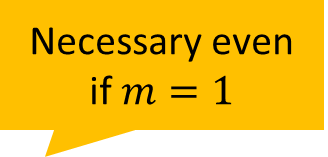 Necessary even
if 𝑚 = 1